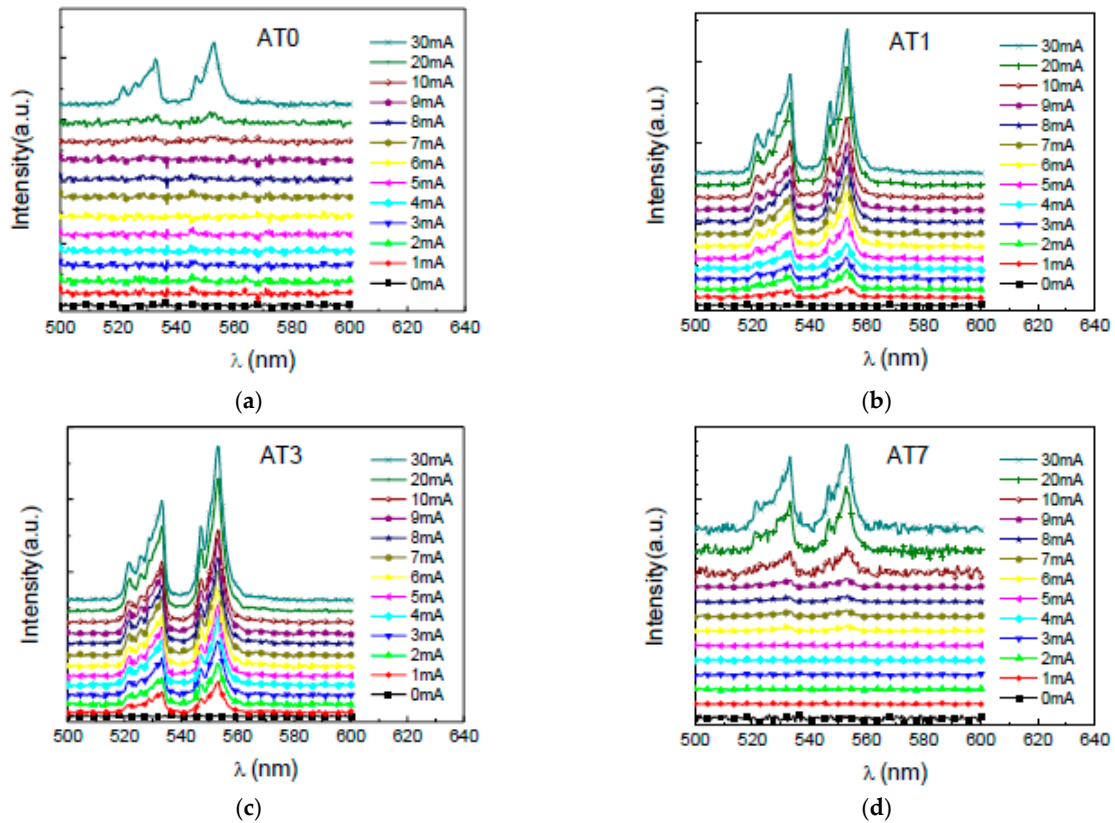 AT0
30mA
20mA
10mA
9mA
8mA
7mA
6mA
5mA
4mA
3mA
2mA
1mA
0mA
Intensity(a.u.)
500 520 540 560 580 600 620 640
λ (nm)
(a)
AT1
30mA
20mA
10mA
9mA
8mA
7mA
6mA
5mA
4mA
3mA
2mA
1mA
0mA
Intensity(a.u.)
500 520 540 560 580 600 620 640
λ (nm)
(b)
AT3
30mA
20mA
10mA
9mA
8mA
7mA
6mA
5mA
4mA
3mA
2mA
1mA
0mA
Intensity(a.u.)
500 520 540 560 580 600 620 640
λ (nm)
(c)
AT7
30mA
20mA
10mA
9mA
8mA
7mA
6mA
5mA
4mA
3mA
2mA
1mA
0mA
Intensity(a.u.)
500 520 540 560 580 600 620 640
λ (nm)
(d)